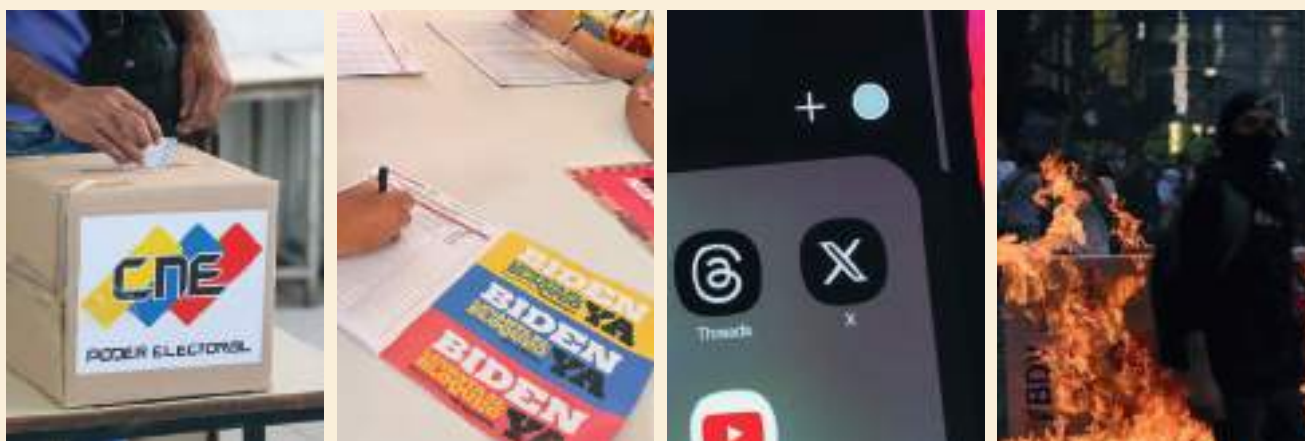 CNE
PODER ELECTORAL
BIDEN
YA
BIDEN
YA
BIDEN
YA
Threads
X